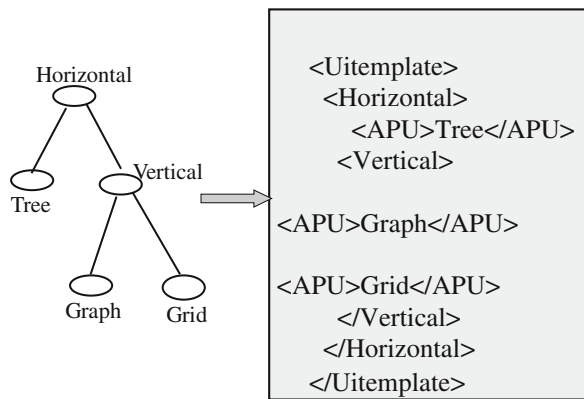 Horizontal
Vertical
Tree
Graph
Grid
<Uitemplate>
<Horizontal>
<APU>Tree</APU>
<Vertical>
<APU>Graph</APU>
<APU>Grid</APU>
</Vertical>
</Horizontal>
</Uitemplate>